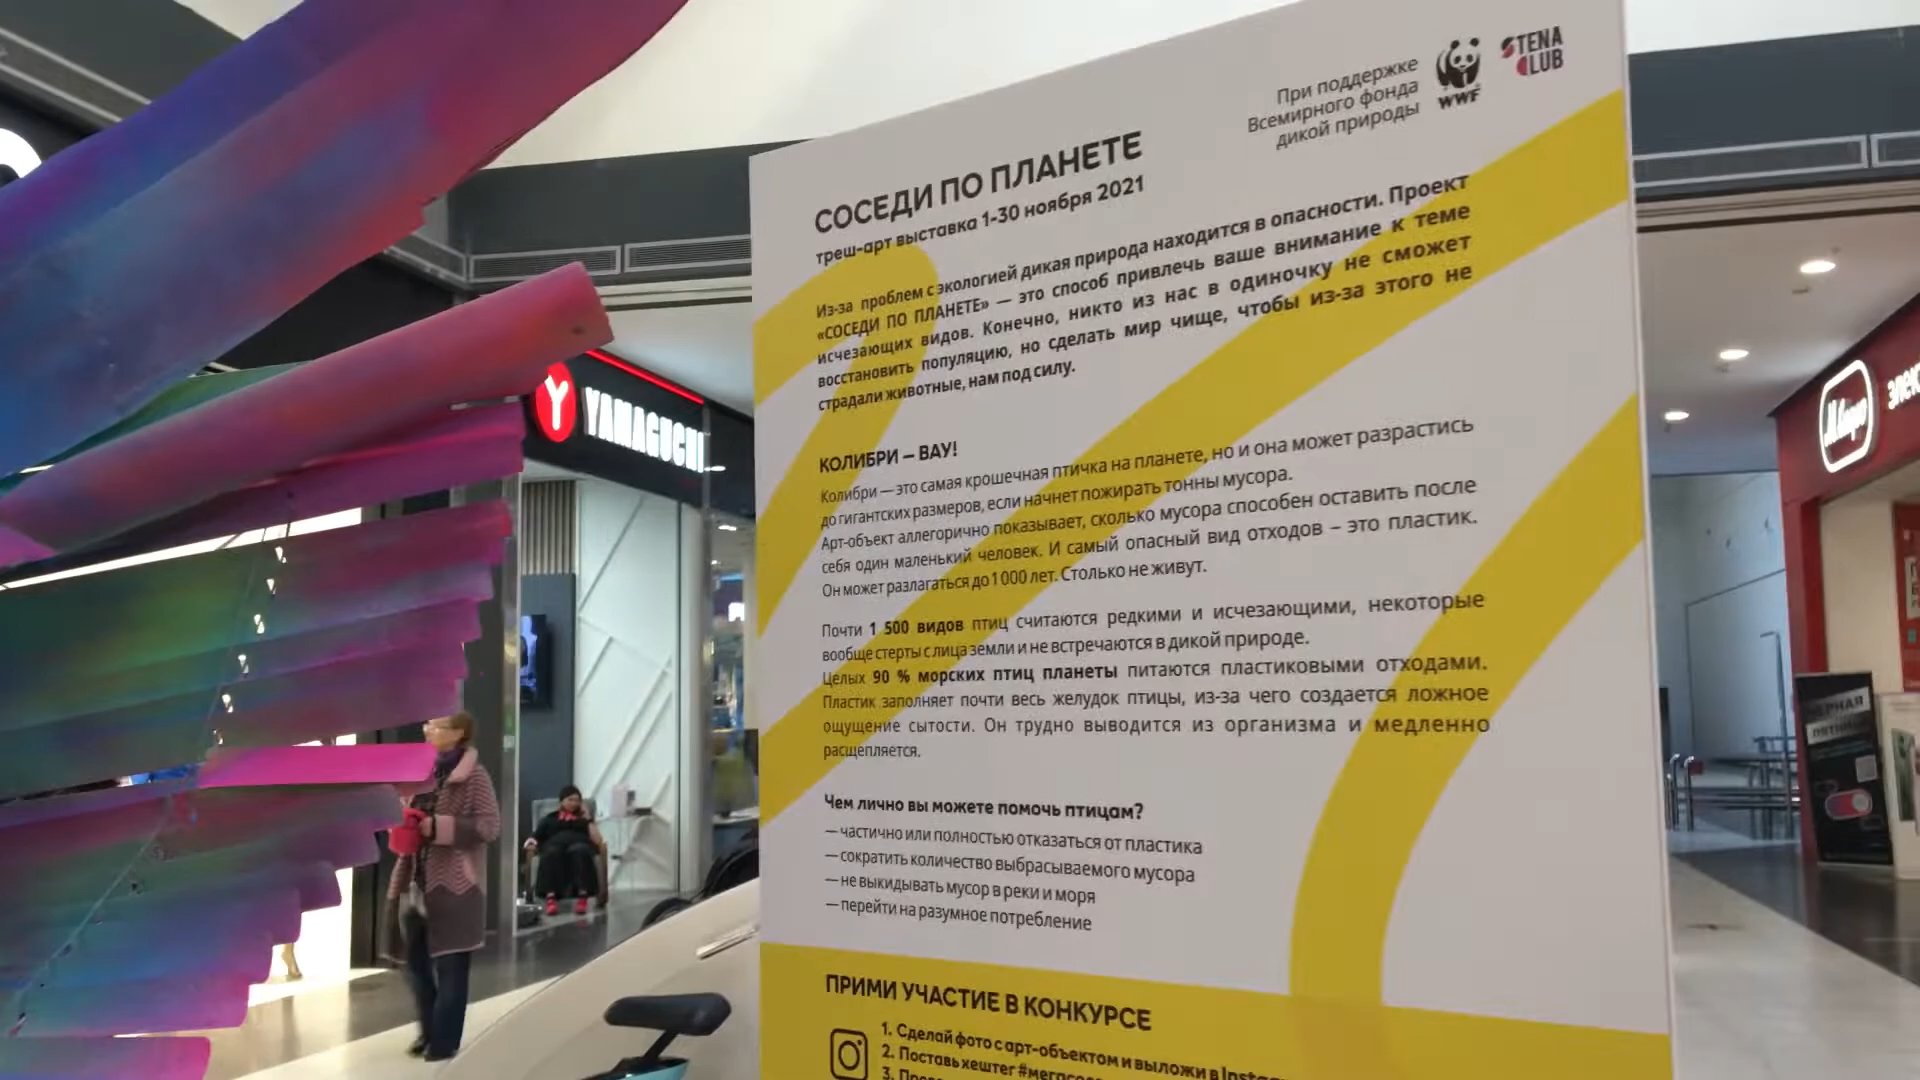 При поддержке
Всемирного фонда
дикой природы
WWF
STENA
CLUB
СОСЕДИ ПО ПЛАНЕТЕ
треш-арт выставка 1-30 ноября 2021
Из-за проблем с экологией дикая природа находится в опасности. Проект
«СОСЕДИ ПО ПЛАНЕТЕ» — это способ привлечь ваше внимание к теме
исчезающих видов. Конечно, никто из нас в одиночку не сможет
восстановить популяцию, но сделать мир чище, чтобы из-за этого не
страдали животные, нам под силу.
КОЛИБРИ – ВАУ!
Колибри — это самая крошечная птичка на планете, но и она может разрастись
до гигантских размеров, если начнет пожирать тонны мусора.
Арт-объект аллегорично показывает, сколько мусора способен оставить после
себя один маленький человек. И самый опасный вид отходов – это пластик.
Он может разлагаться до 1 000 лет. Столько не живут.
Почти 1 500 видов птиц считаются редкими и исчезающими, некоторые
вообще стерты с лица земли и не встречаются в дикой природе.
Целых 90 % морских птиц планеты питаются пластиковыми отходами.
Пластик заполняет почти весь желудок птицы, из-за чего создается ложное
ощущение сытости. Он трудно выводится из организма и медленно
расщепляется.
Чем лично вы можете помочь птицам?
— частично или полностью отказаться от пластика
— сократить количество выбрасываемого мусора
— не выкидывать мусор в реки и моря
— перейти на разумное потребление
ПРИМИ УЧАСТИЕ В КОНКУРСЕ
1. Сделай фото с арт-объектом и выложи в Instag
2. Поставь хештег #мегасосе
3.
Y YAMAGUCHI
М.видео
элек
ЧЕРНАЯ
ПЯТНИЦА